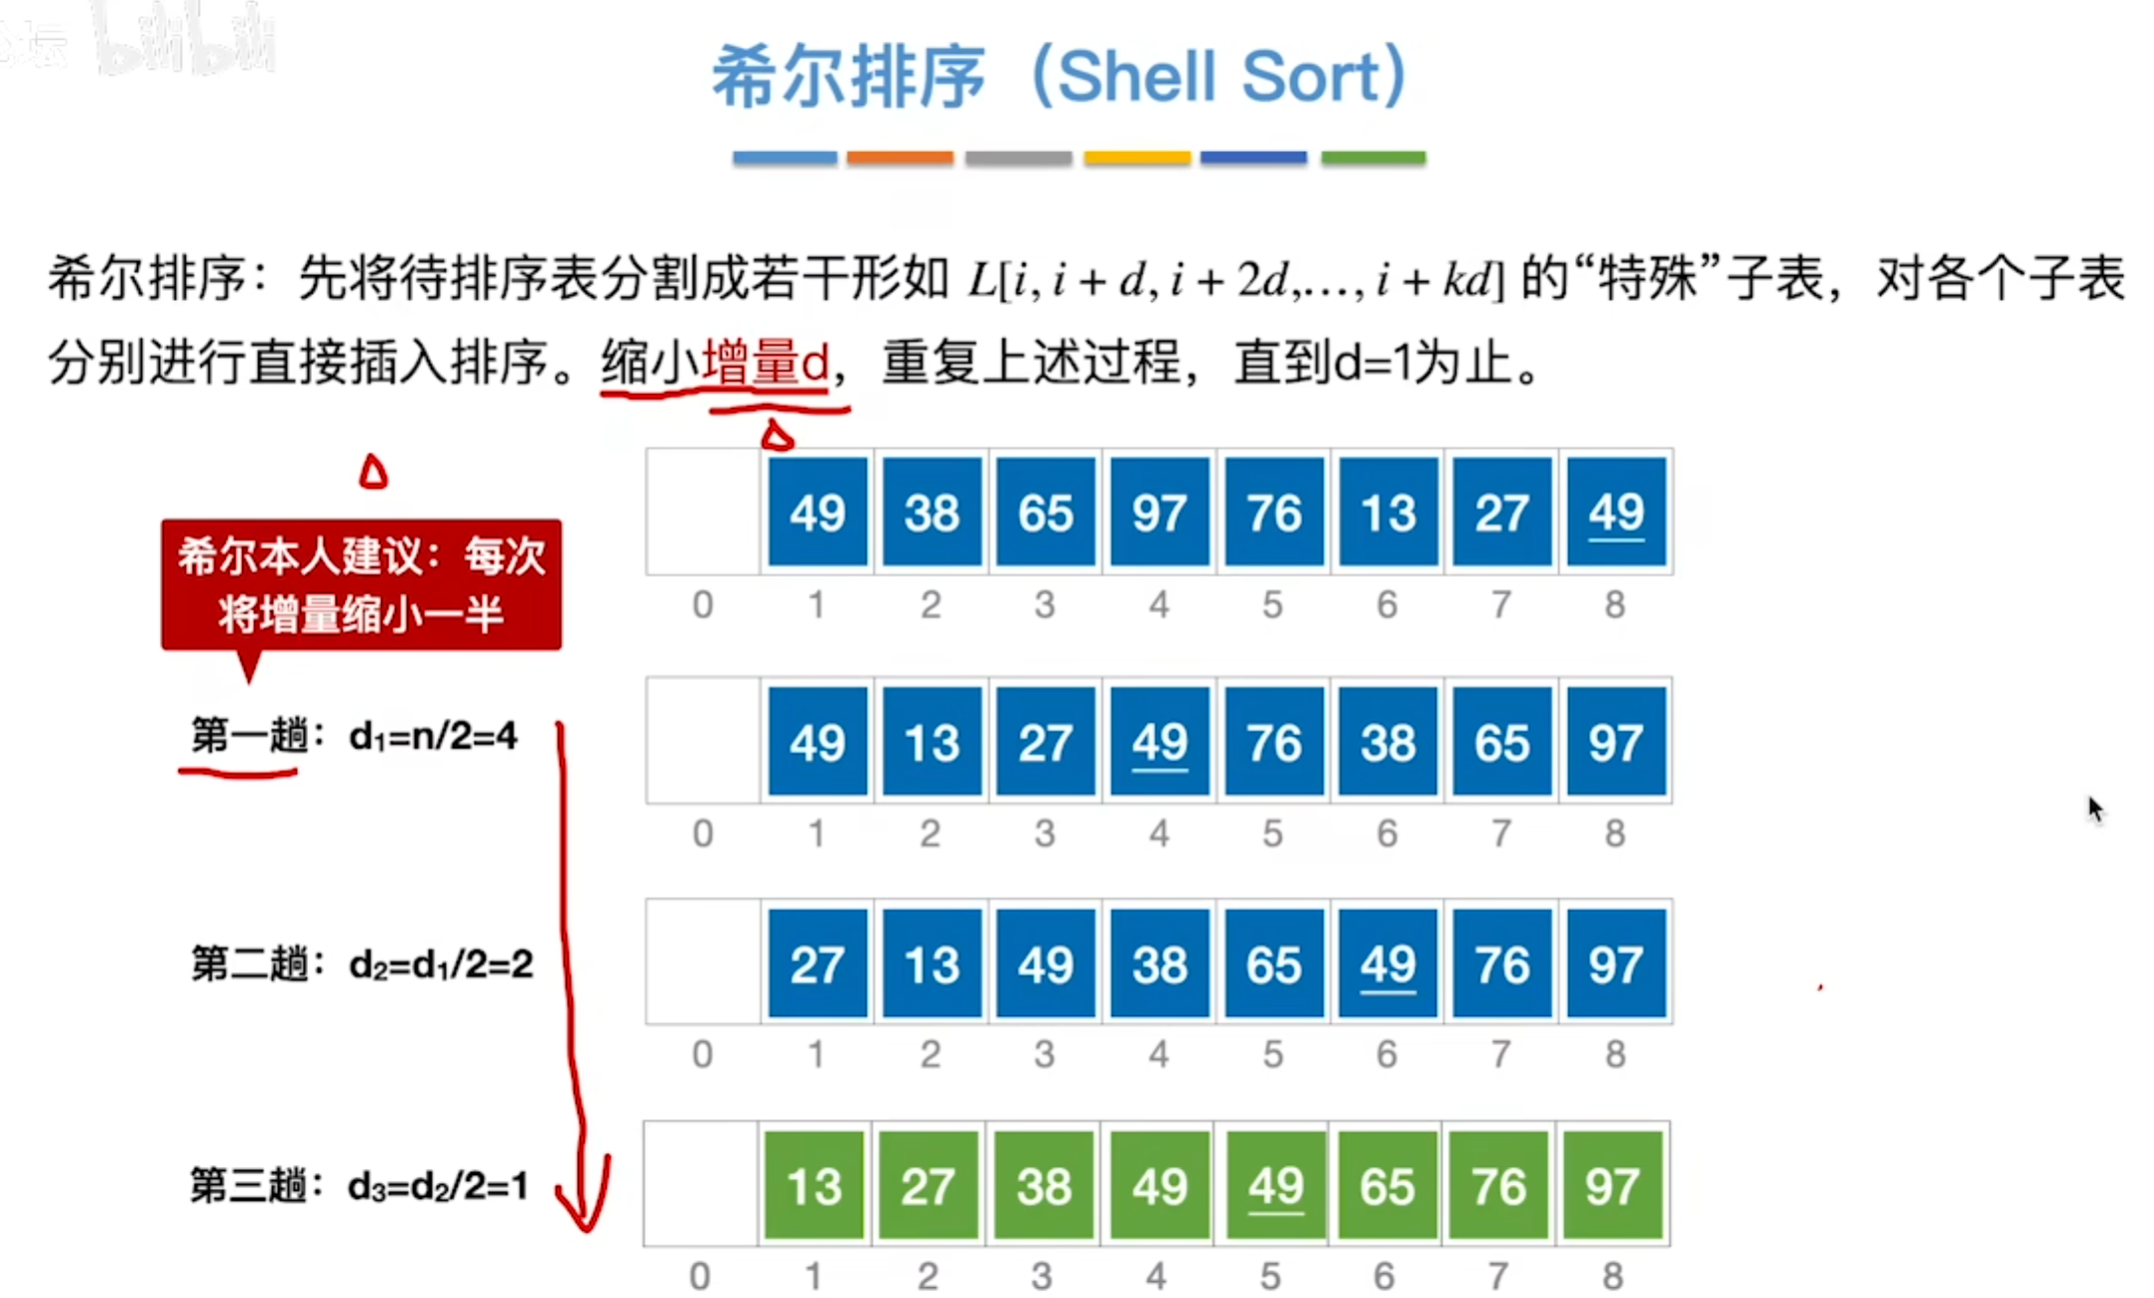 坛 bilibili
希尔排序（Shell Sort）
希尔排序：先将待排序表分割成若干形如 L[i, i + d, i + 2d,…, i + kd] 的“特殊”子表，对各个子表
分别进行直接插入排序。缩小增量d，重复上述过程，直到d=1为止。
49 38 65 97 76 13 27 49
0 1 2 3 4 5 6 7 8
希尔本人建议：每次
将增量缩小一半
第一趟：d₁=n/2=4
49 13 27 49 76 38 65 97
0 1 2 3 4 5 6 7 8
第二趟：d₂=d₁/2=2
27 13 49 38 65 49 76 97
0 1 2 3 4 5 6 7 8
第三趟：d₃=d₂/2=1
13 27 38 49 49 65 76 97
0 1 2 3 4 5 6 7 8